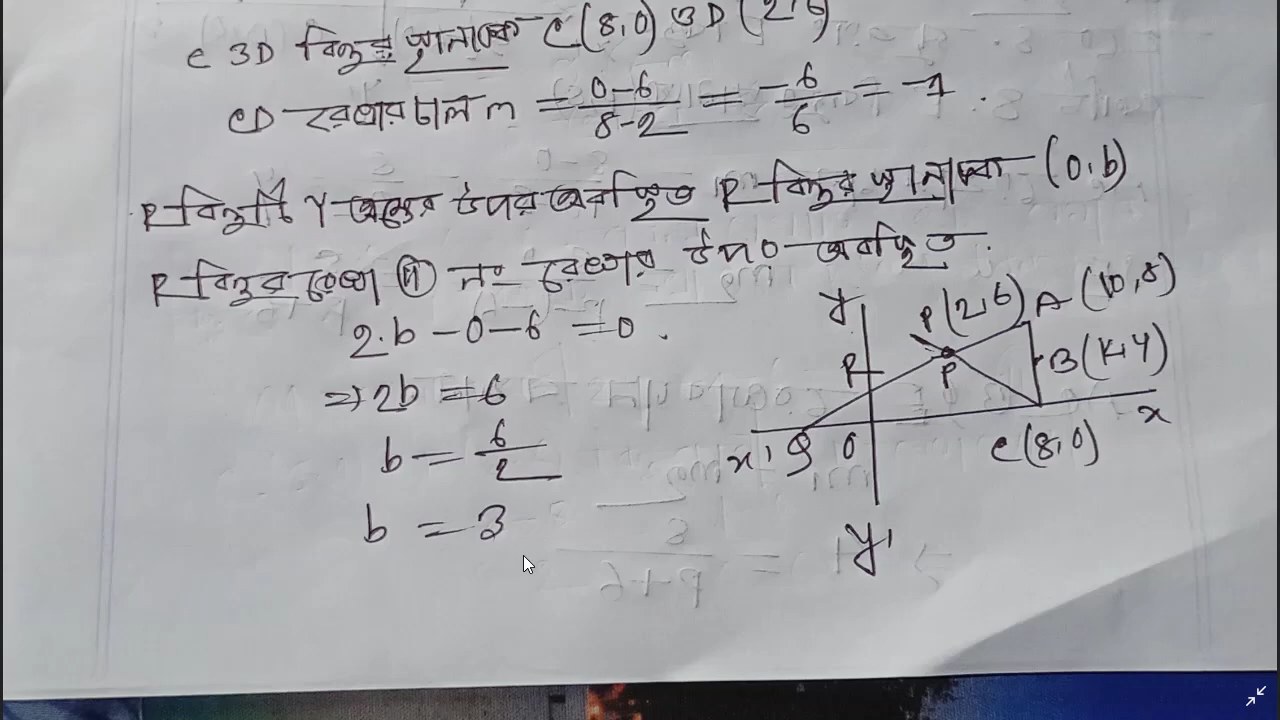 C ও D বিন্দুর স্থানাঙ্ক C(8,0) ও D(2,6)
CD রেখার ঢাল m = 0-6/8-2 = -6/6 = -1.
R বিন্দুটি Y অক্ষের উপর অবস্থিত R বিন্দুর স্থানাঙ্ক (0,b)
R বিন্দুর রেখা নং রেখার উপর অবস্থিত.
2.b-0-6=0.
⇒2b=6
b=6/2
b=3
y
P(2,6)
A(10,8)
R
P
B(k,4)
x'
Q
0
C(8,0)
x
y'